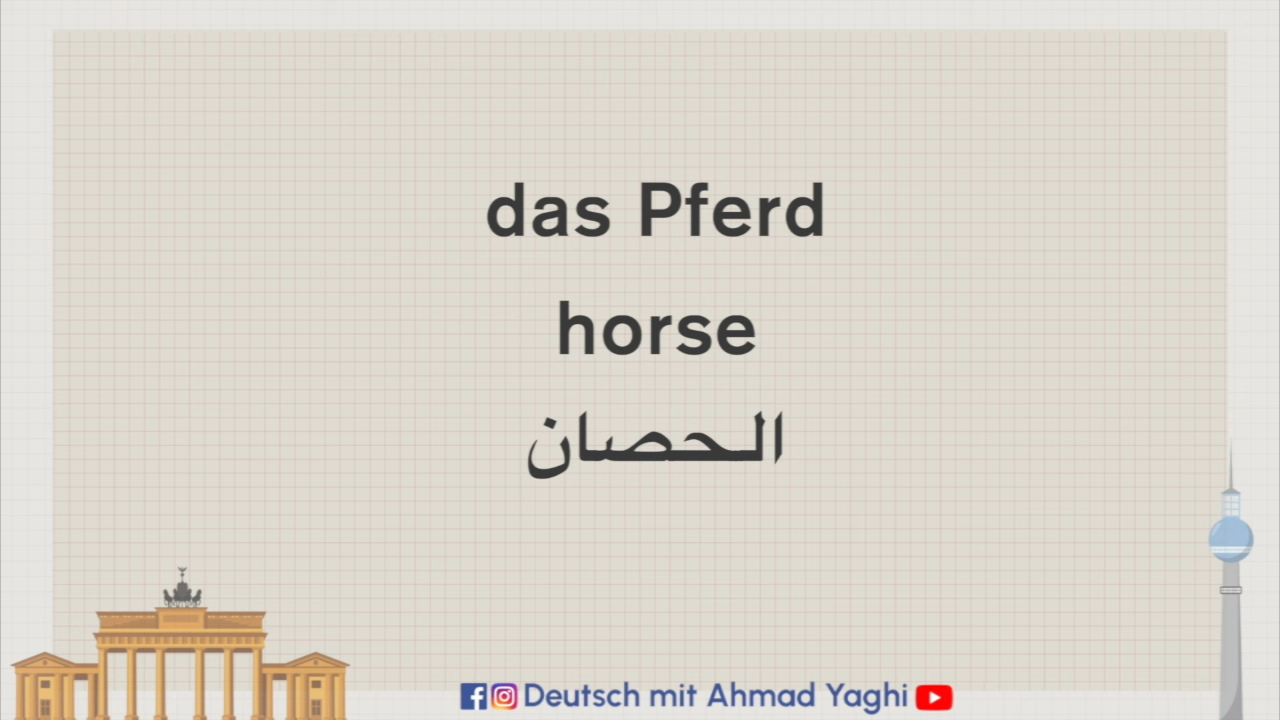 das Pferd
horse
الحصان
Deutsch mit Ahmad Yaghi